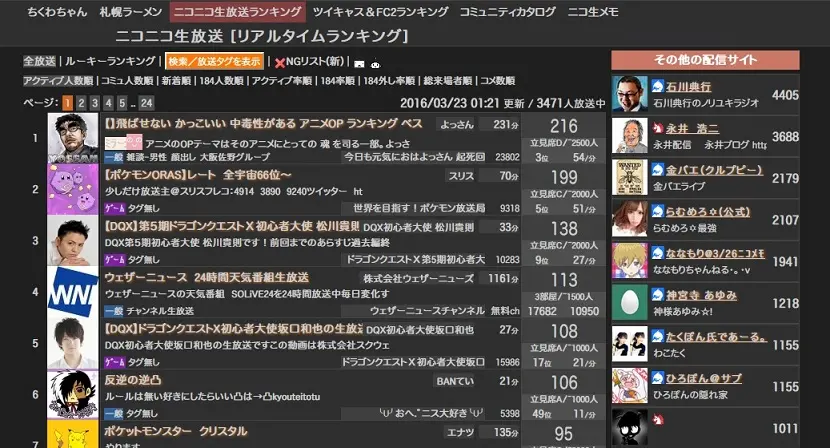 ちくわちゃん 札幌ラーメン ニコニコ生放送ランキング ツイキャス＆FC2ランキング コミュニティカタログ ニコ生メモ
ニコニコ生放送 [リアルタイムランキング]
全放送 | ルーキーランキング | 検索／放送タグを表示 | NGリスト(新) |
アクティブ人数順 | コミュ人数順 | 新着順 | 184人数順 | アクティブ率順 | 184率順 | 184外し率順 | 総来場者順 | コメ数順
ページ: 1 2 3 4 5 .. 24
2016/03/23 01:21 更新 / 3471人放送中
1
【】飛ばせない かっこいい 中毒性がある アニメOP ランキング ベス
よっさん 231分
216
アニメのOPテーマはそのアニメにとっての 魂 を司る一部。よっさ
立見席D/~2500人
一般 雑談-男性 顔出し 大阪佐野グループ
今日も元気におはよっさん 起死回 23802
3位 54/分
2
【ポケモンORAS】レート 全宇宙66位～
スリス 70分
199
少しだけ放送主@スリスフレコ:4914 3890 9240ツイッター ht
立見席C/~2000人
ゲーム タグ無し
世界を目指す！ポケモン放送局 9318
5位 51/分
3
【DQX】第5期ドラゴンクエストX 初心者大使 松川貴則
DQX初心者大使 松川貴則 33分
138
DQX第5期初心者大使 松川貴則です！前回までのあらすじ過去編終
立見席C/~2000人
ゲーム タグ無し
ドラゴンクエストX 第5期初心者大 10283
9位 27/分
4
ウェザーニュース 24時間天気番組生放送
株式会社ウェザーニューズ 1161分
113
ウェザーニュースの天気番組 SOLiVE24を24時間放送中毎日変化す
3部屋/~1500人
一般 チャンネル生放送
ウェザーニュースチャンネル 無料ch 17682 10950
5
【DQX】ドラゴンクエストX初心者大使坂口和也の生放送
DQX初心者大使坂口和也 27分
108
DQX初心者大使坂口和也の生放送ですこの動画は株式会社スクウェ
立見席A/~1000人
ゲーム タグ無し
ドラゴンクエストX初心者大使坂口 15986
17位 21/分
6
反逆の逆凸
BANてい 21分
106
ルールは無い好きにしたらいい凸は→凸kyouteitotu
立見席A/~1000人
一般 タグ無し
おへ。"ニス大好き 5398
49位 11/分
ポケットモンスター クリスタル
エナツ 135分
95
やります
その他の配信サイト
石川典行
石川典行のノリユキラジオ
4405
永井 浩二
永井配信 永井ブログ http
3688
金バエ(クルブピー)
金バエライブ
2179
らむめろ✡(公式)
らむめろ✡最強
2107
ななもり@3/26ニコメモ
ななもりちゃんねる・。・v
1941
神宮寺 あゆみ
神様あゆみ☆!
1218
たくぽん氏であーる。
わこたく
1155
ひろぽん@サブ
ひろぽんの隠れ家
1155
1011